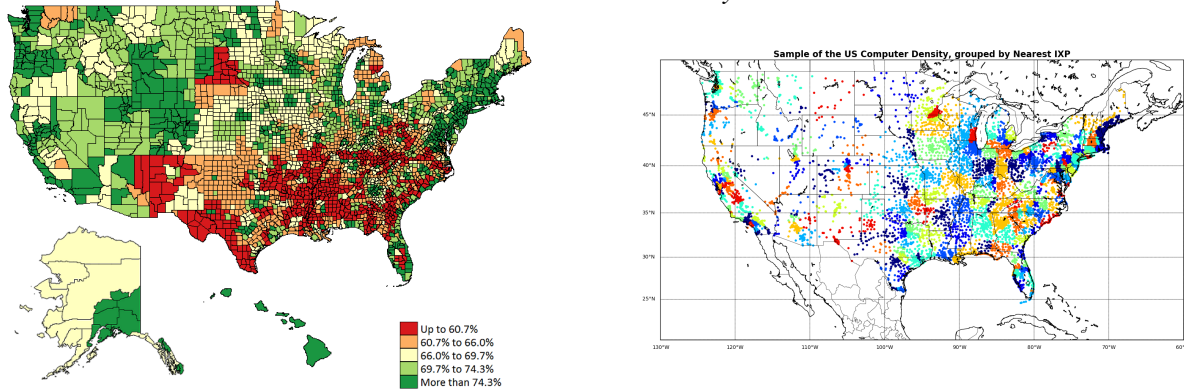 Up to 60.7%
60.7% to 66.0%
66.0% to 69.7%
69.7% to 74.3%
More than 74.3%
Sample of the US Computer Density, grouped by Nearest IXP
45°N
40°N
35°N
30°N
25°N
130°W 120°W 110°W 100°W 90°W 80°W 70°W